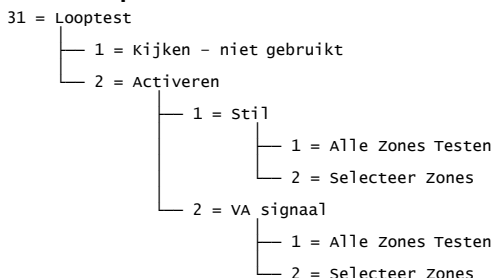 31 = Looptest
1 = Kijken – niet gebruikt
2 = Activeren
1 = Stil
1 = Alle Zones Testen
2 = Selecteer Zones
2 = VA signaal
1 = Alle Zones Testen
2 = Selecteer Zones